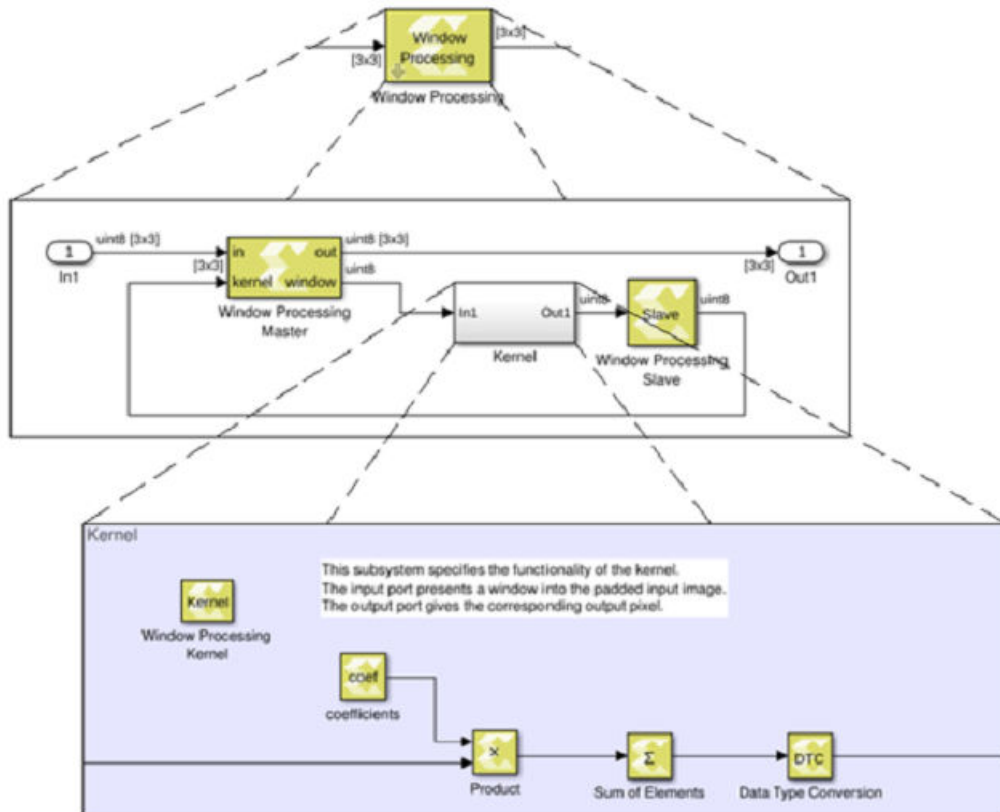 Window
Processing
[3x3]
[3x3]
Window Processing
1
In1
uint8 [3x3]
[3x3]
in
out
kernel
window
Window Processing
Master
uint8 [3x3]
uint8
In1
Out1
Kernel
uint8
Slave
Window Processing
Slave
uint8
[3x3]
1
Out1
Kernel
This subsystem specifies the functionality of the kernel.
The input port presents a window into the padded input image.
The output port gives the corresponding output pixel.
Kernel
Window Processing
Kernel
coef
coefficients
×
Product
Σ
Sum of Elements
DTC
Data Type Conversion